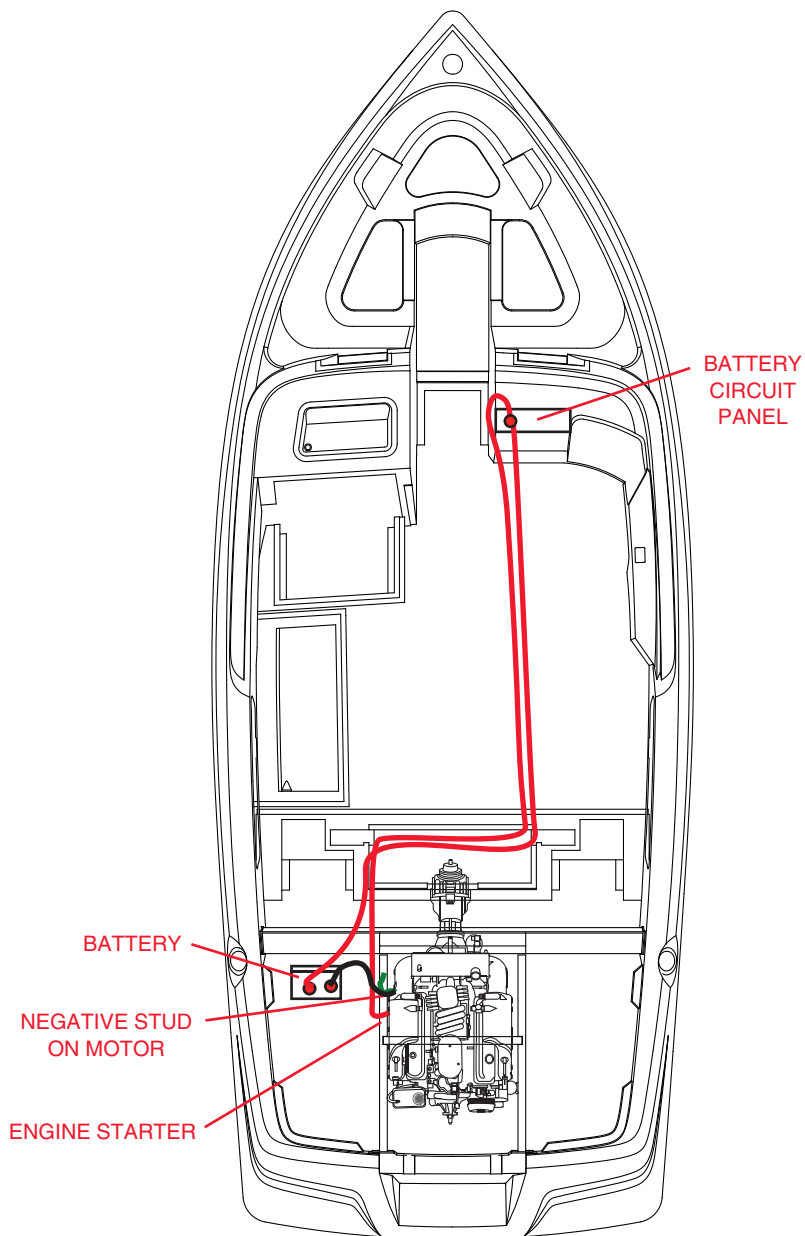 BATTERY
CIRCUIT
PANEL
BATTERY
NEGATIVE STUD
ON MOTOR
ENGINE STARTER